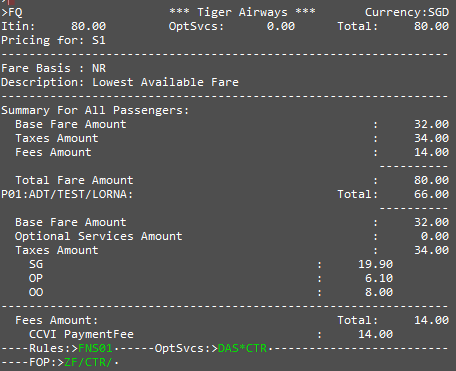 >
>FQ *** Tiger Airways *** Currency:SGD
Itin: 80.00 OptSvcs: 0.00 Total: 80.00
Pricing for: S1
----------------------------------------------------------------
Fare Basis : NR
Description: Lowest Available Fare
----------------------------------------------------------------
Summary For All Passengers:
Base Fare Amount : 32.00
Taxes Amount : 34.00
Fees Amount : 14.00
----------
Total Fare Amount : 80.00
P01:ADT/TEST/LORNA: Total: 66.00
----------
Base Fare Amount : 32.00
Optional Services Amount : 0.00
Taxes Amount : 34.00
SG : 19.90
OP : 6.10
OO : 8.00
----------------------------------------------------------------
Fees Amount: Total: 14.00
CCVI PaymentFee : 14.00
----Rules:>FNS01·-----OptSvcs:>DAS*CTR·-------------------------
----FOP:>ZF/CTR/·